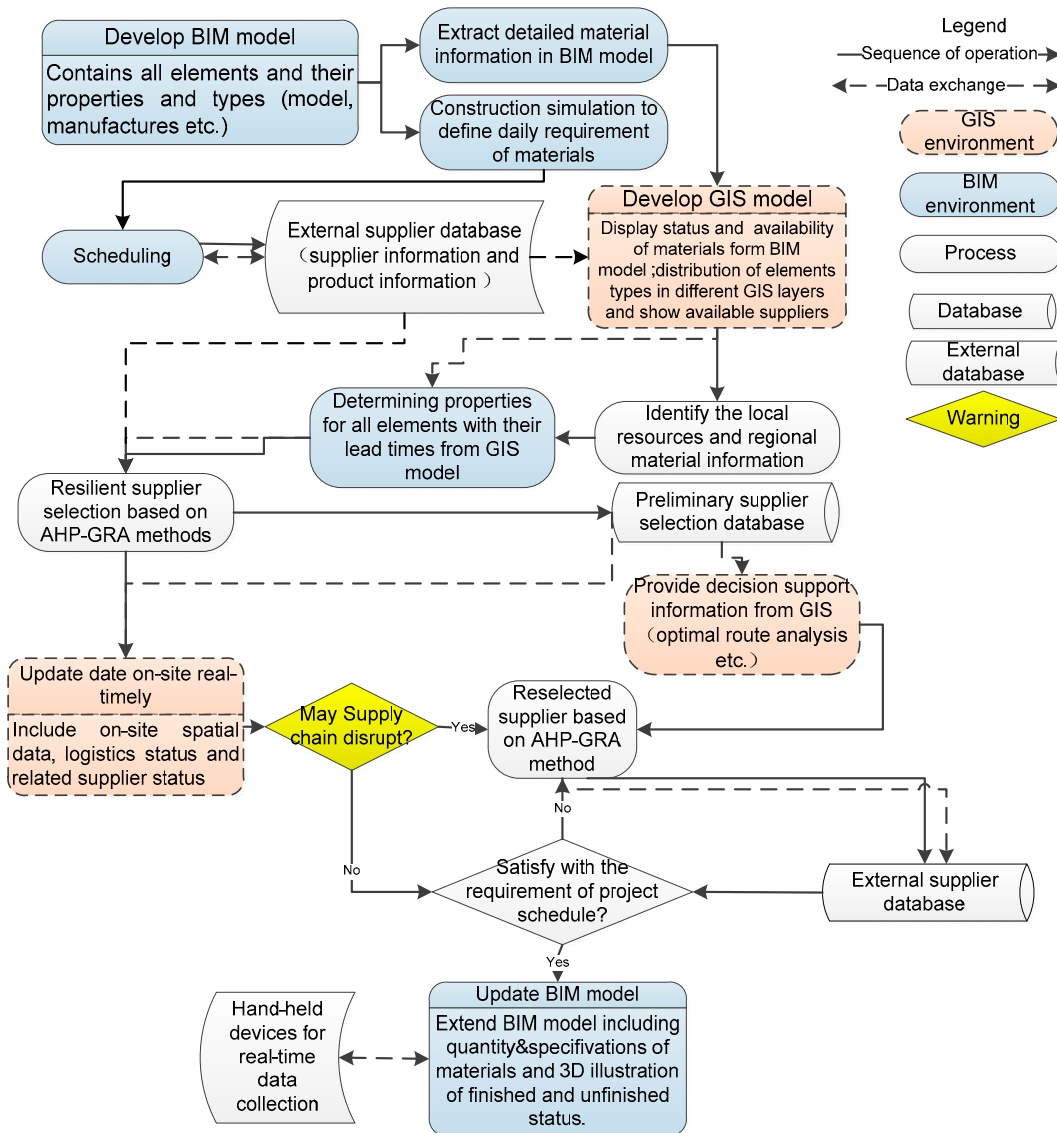 Develop BIM model
Contains all elements and their
properties and types (model,
manufactures etc.)
Extract detailed material
information in BIM model
Construction simulation to
define daily requirement
of materials
Legend
Sequence of operation
Data exchange
GIS
environment
BIM
environment
Process
Database
External
database
Warning
Scheduling
External supplier database
（supplier information and
product information ）
Develop GIS model
Display status and availability
of materials form BIM
model ;distribution of elements
types in different GIS layers
and show available suppliers
Determining properties
for all elements with their
lead times from GIS
model
Identify the local
resources and regional
material information
Resilient supplier
selection based on
AHP-GRA methods
Preliminary supplier
selection database
Provide decision support
information from GIS
（optimal route analysis
etc.）
Update date on-site real-
timely
Include on-site spatial
data, logistics status and
related supplier status
May Supply
chain disrupt?
Yes
Reselected
supplier based
on AHP-GRA
method
No
No
Satisfy with the
requirement of project
schedule?
External supplier
database
Yes
Hand-held
devices for
real-time
data
collection
Update BIM model
Extend BIM model including
quantity&specifivations of
materials and 3D illustration
of finished and unfinished
status.